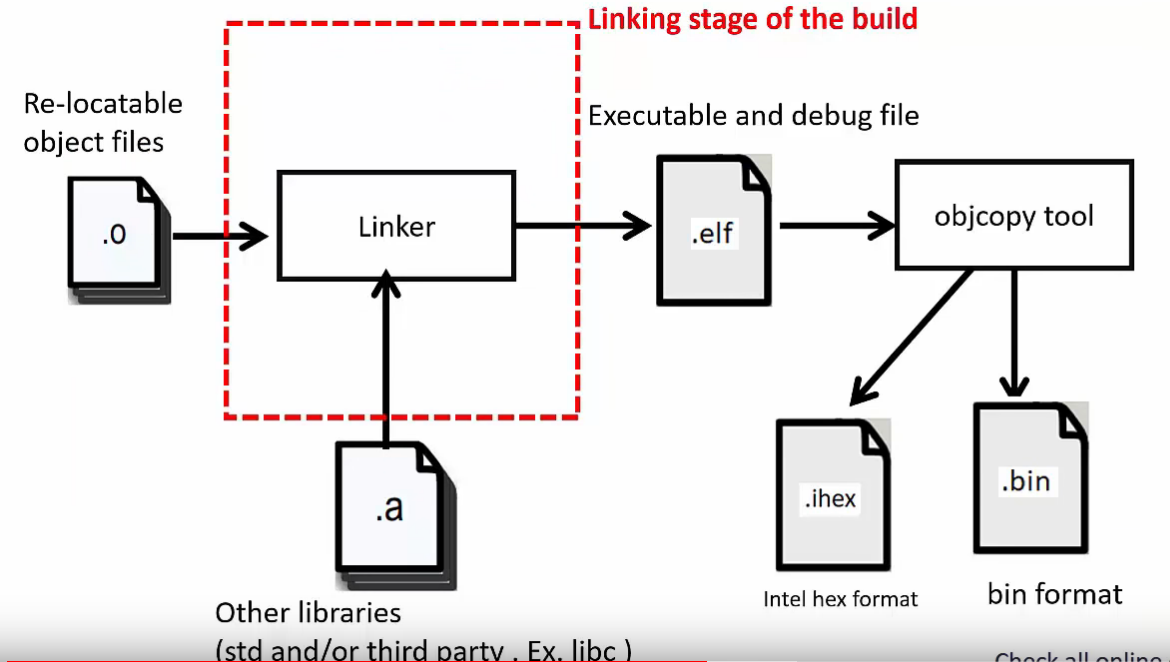 Linking stage of the build
Re-locatable
object files
Executable and debug file
.o
Linker
.elf
objcopy tool
.a
.ihex
.bin
Intel hex format
bin format
Other libraries
(std and/or third party , Ex. libc )
Check all online